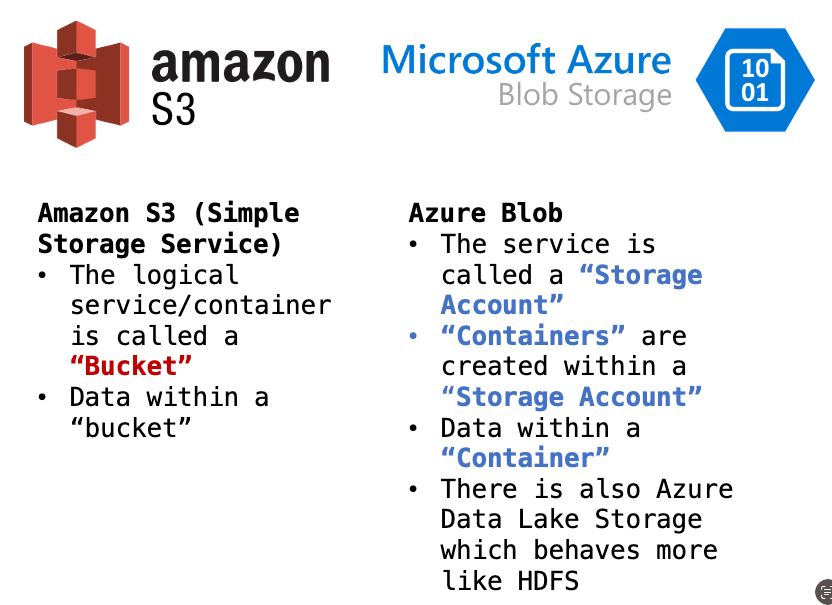 amazon
S3
Microsoft Azure
Blob Storage
10
01
Amazon S3 (Simple
Storage Service)
• The logical
service/container
is called a
“Bucket”
• Data within a
“bucket”
Azure Blob
• The service is
called a “Storage
Account”
• “Containers” are
created within a
“Storage Account”
• Data within a
“Container”
• There is also Azure
Data Lake Storage
which behaves more
like HDFS